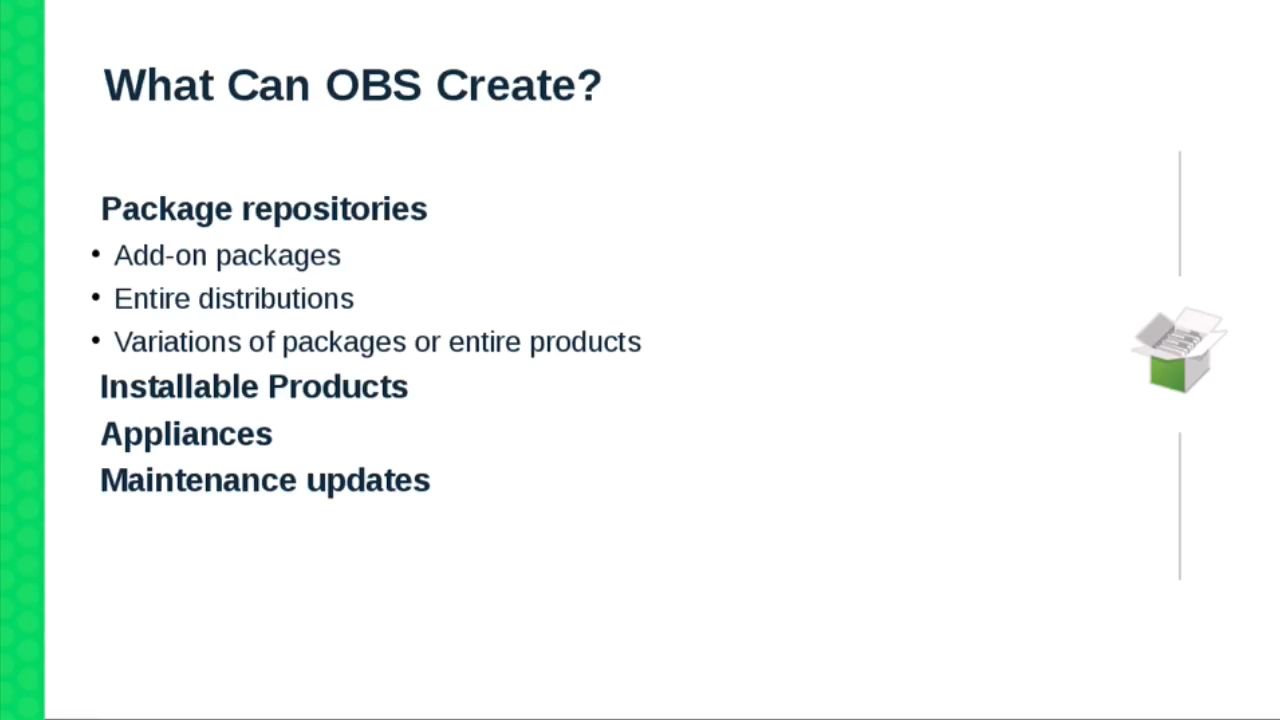 What Can OBS Create?
Package repositories
• Add-on packages
• Entire distributions
• Variations of packages or entire products
Installable Products
Appliances
Maintenance updates